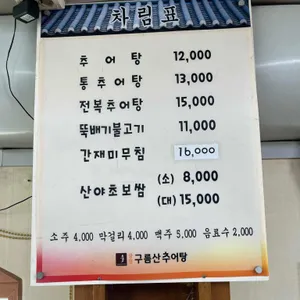 차림표
추어탕 12,000
통추어탕 13,000
전복추어탕 15,000
뚝배기불고기 11,000
간재미무침 16,000
산야초보쌈 (소) 8,000
(대) 15,000
소주 4,000 막걸리 4,000 맥주 5,000 음료수 2,000
구름산추어탕